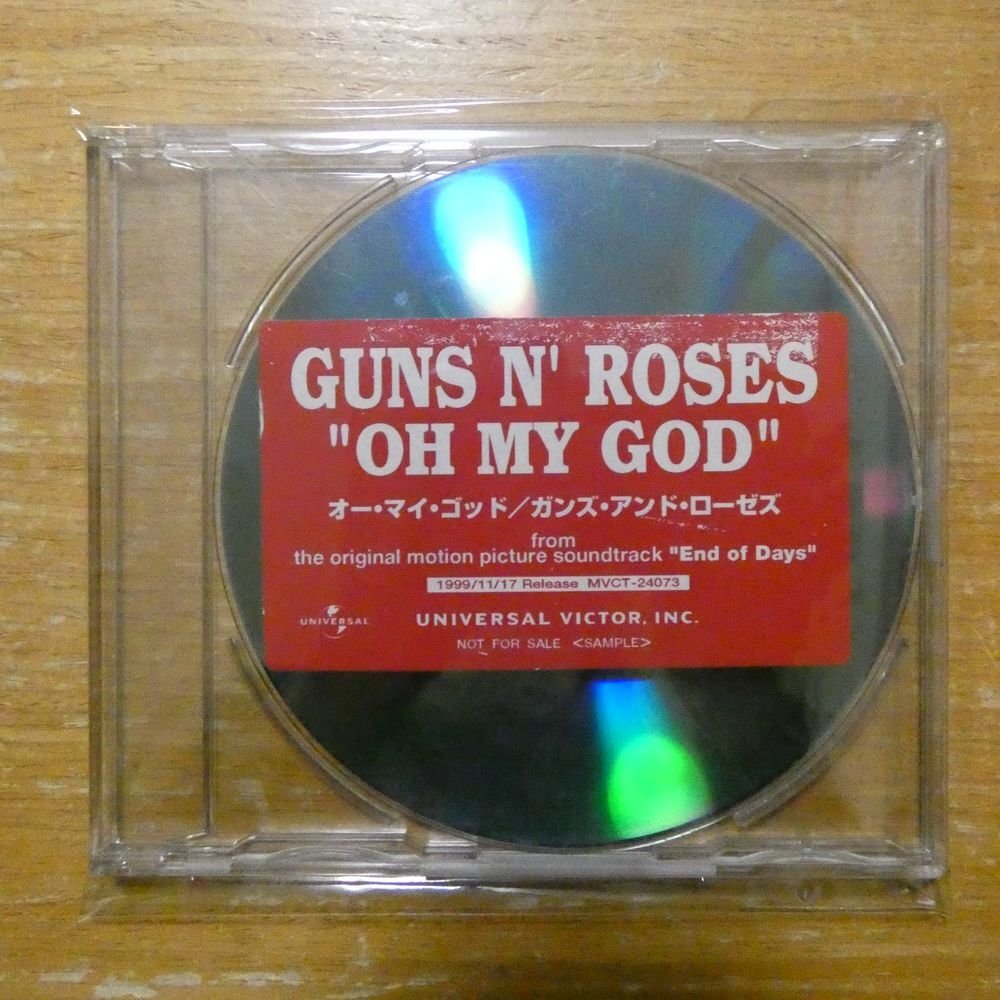 GUNS N' ROSES
"OH MY GOD"
オー・マイ・ゴッド/ガンズ・アンド・ローゼズ
from
the original motion picture soundtrack "End of Days"
1999/11/17 Release MVCT-24073
UNIVERSAL
UNIVERSAL VICTOR, INC.
NOT FOR SALE <SAMPLE>